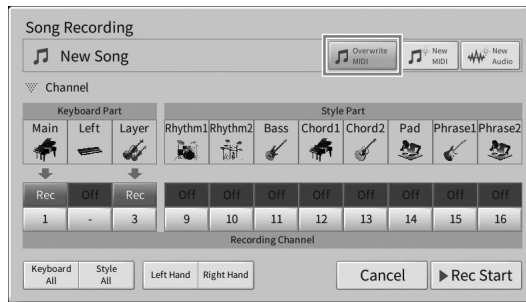 Song Recording
New Song
Overwrite
MIDI
New
MIDI
New
Audio
Channel
Keyboard Part
Style Part
Main Left Layer Rhythm1 Rhythm2 Bass Chord1 Chord2 Pad Phrase1 Phrase2
Rec Off Rec Off Off Off Off Off Off Off Off
1 - 3 9 10 11 12 13 14 15 16
Recording Channel
Keyboard
All
Style
All
Left Hand Right Hand
Cancel
Rec Start